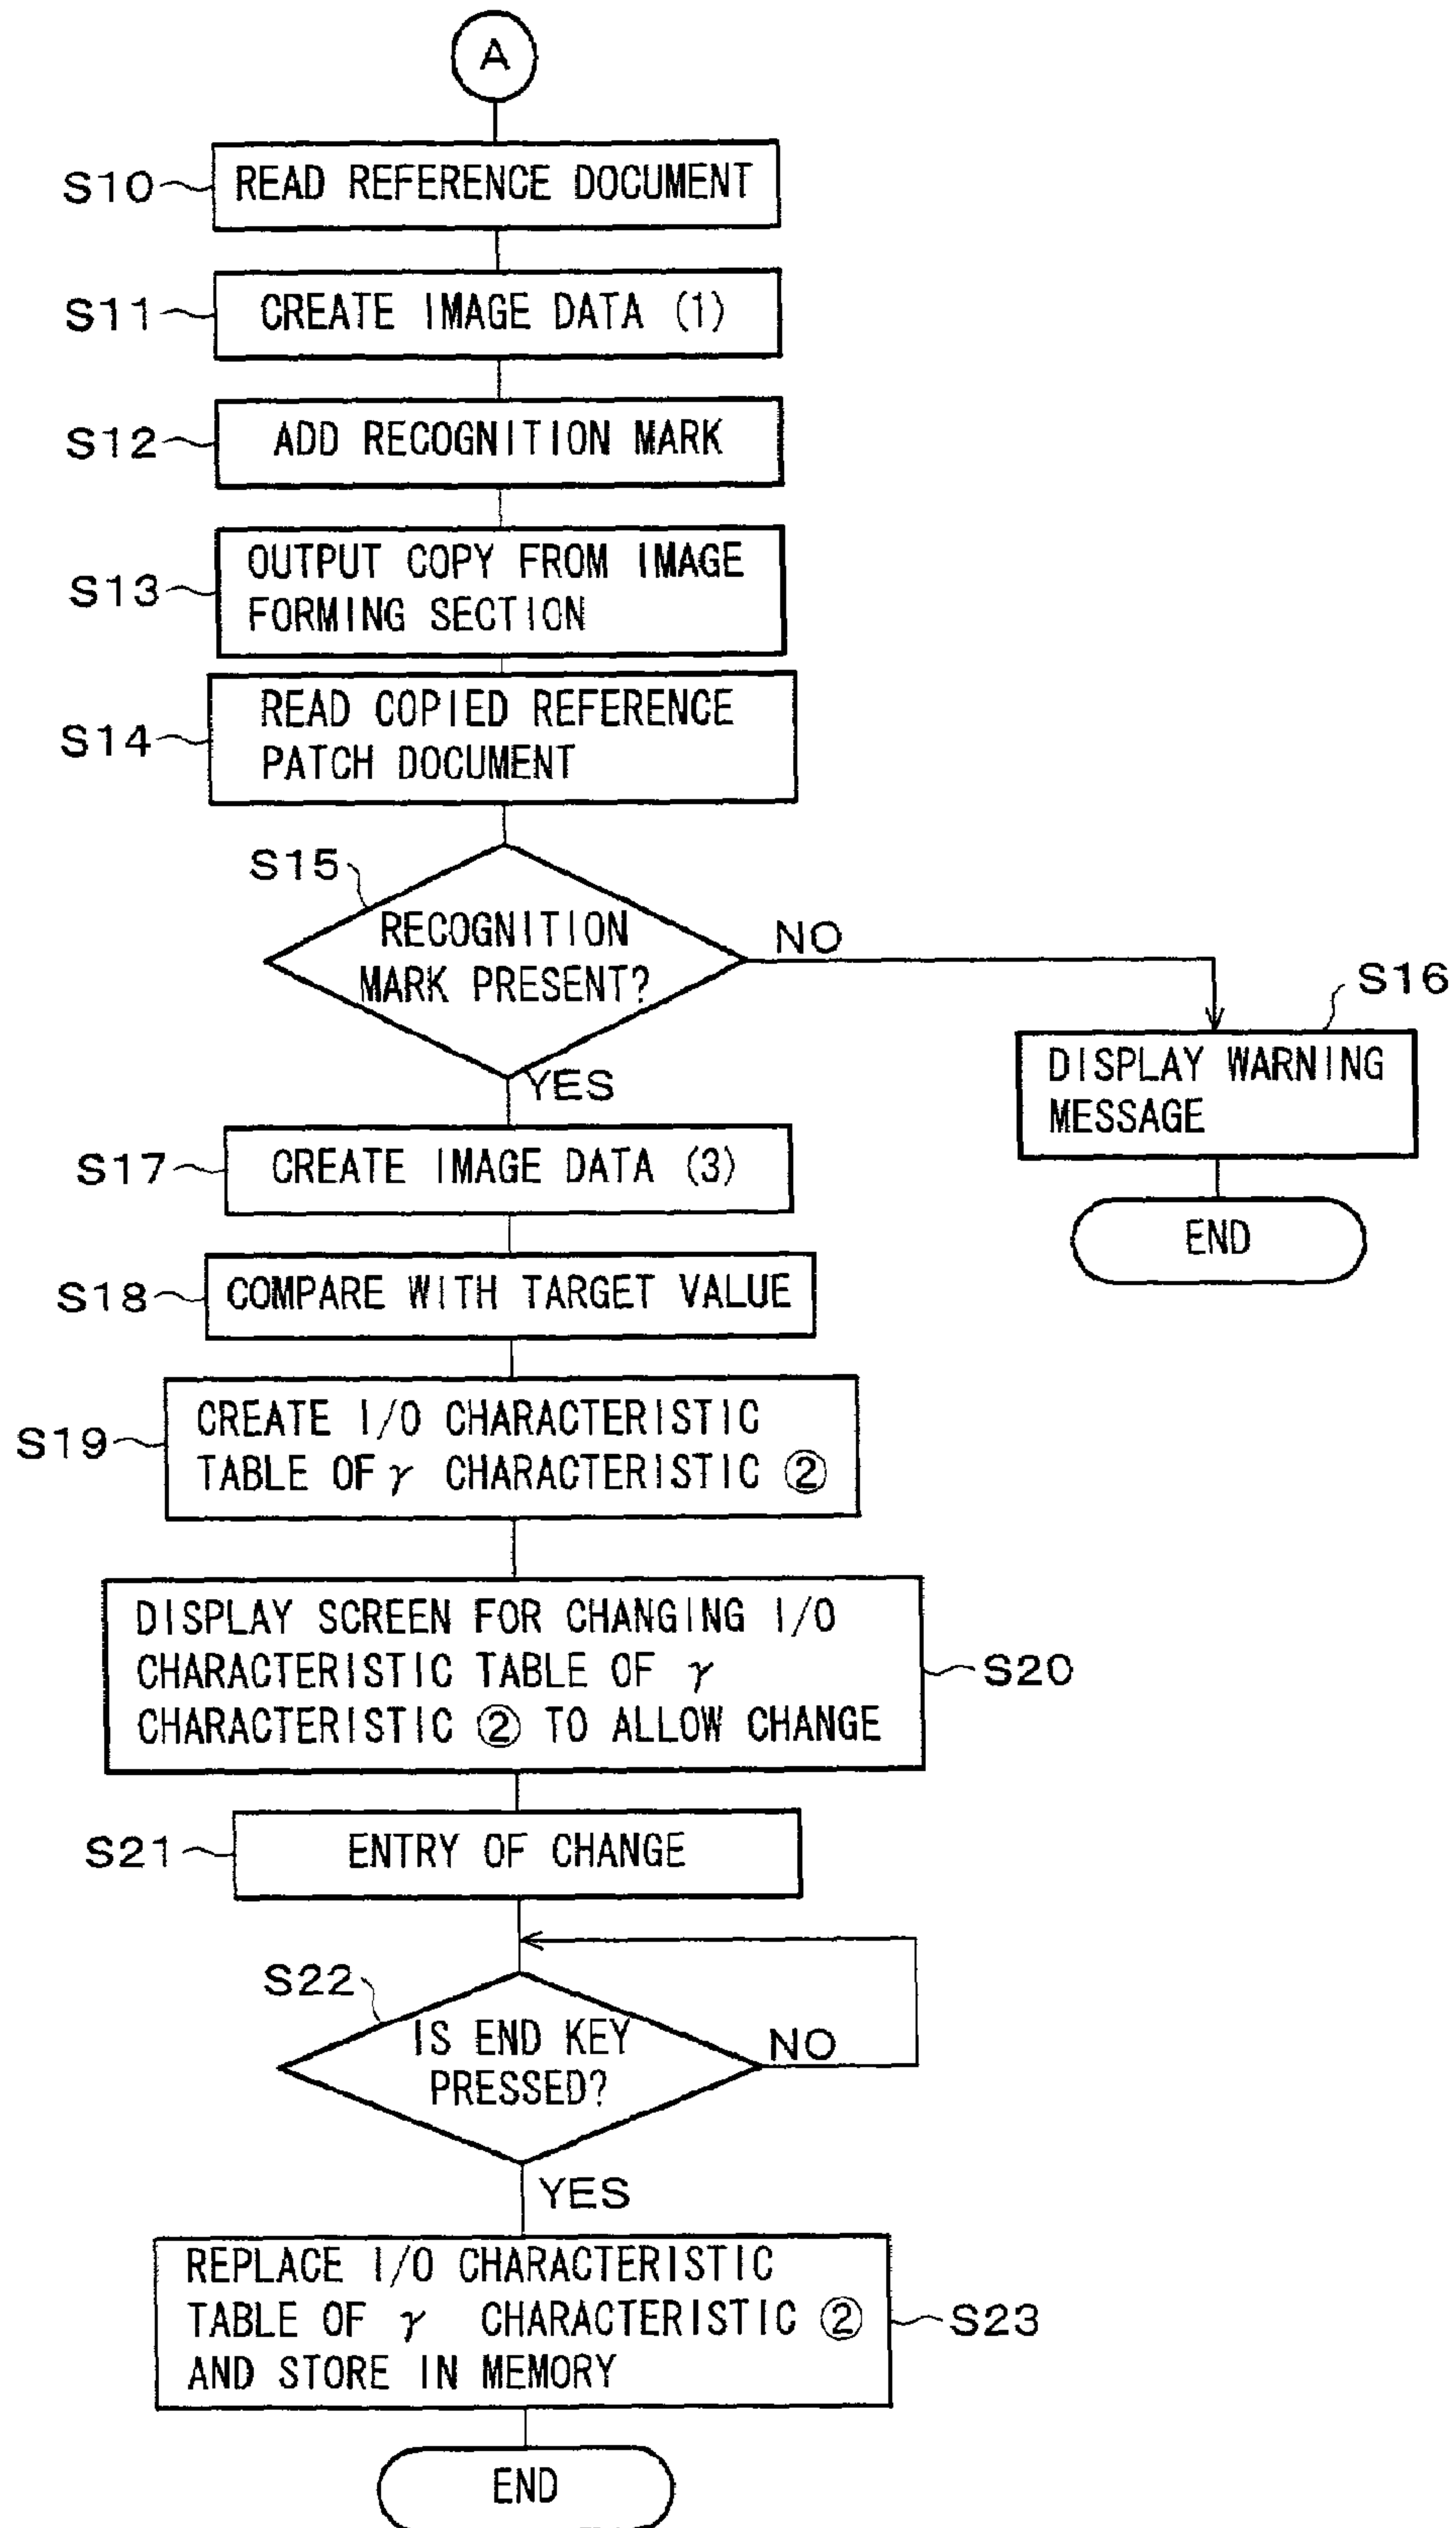 A
S10
READ REFERENCE DOCUMENT
S11
CREATE IMAGE DATA (1)
S12
ADD RECOGNITION MARK
S13
OUTPUT COPY FROM IMAGE
FORMING SECTION
S14
READ COPIED REFERENCE
PATCH DOCUMENT
S15
RECOGNITION
MARK PRESENT?
NO
YES
S16
DISPLAY WARNING
MESSAGE
END
S17
CREATE IMAGE DATA (3)
S18
COMPARE WITH TARGET VALUE
S19
CREATE I/O CHARACTERISTIC
TABLE OF γ CHARACTERISTIC ②
DISPLAY SCREEN FOR CHANGING I/O
CHARACTERISTIC TABLE OF γ
CHARACTERISTIC ② TO ALLOW CHANGE
S20
S21
ENTRY OF CHANGE
S22
IS END KEY
PRESSED?
NO
YES
REPLACE I/O CHARACTERISTIC
TABLE OF γ CHARACTERISTIC ②
AND STORE IN MEMORY
S23
END